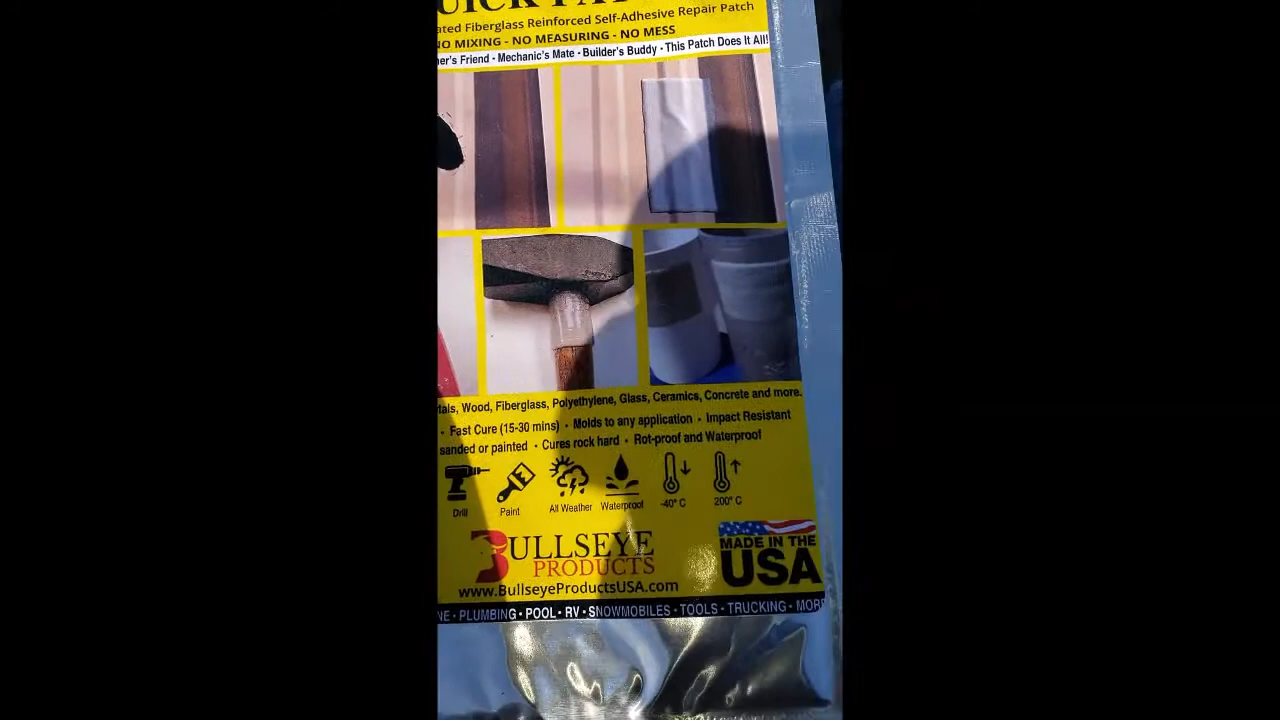 UICK PA
ated Fiberglass Reinforced Self-Adhesive Repair Patch
NO MIXING - NO MEASURING - NO MESS
er's Friend • Mechanic's Mate • Builder's Buddy • This Patch Does It All!
tals, Wood, Fiberglass, Polyethylene, Glass, Ceramics, Concrete and more.
• Fast Cure (15-30 mins) • Molds to any application • Impact Resistant
sanded or painted • Cures rock hard • Rot-proof and Waterproof
Drill Paint All Weather Waterproof -40° C 200° C
BULLSEYE
PRODUCTS
www.BullseyeProductsUSA.com
MADE IN THE
USA
NE • PLUMBING • POOL • RV • SNOWMOBILES • TOOLS • TRUCKING • MORE